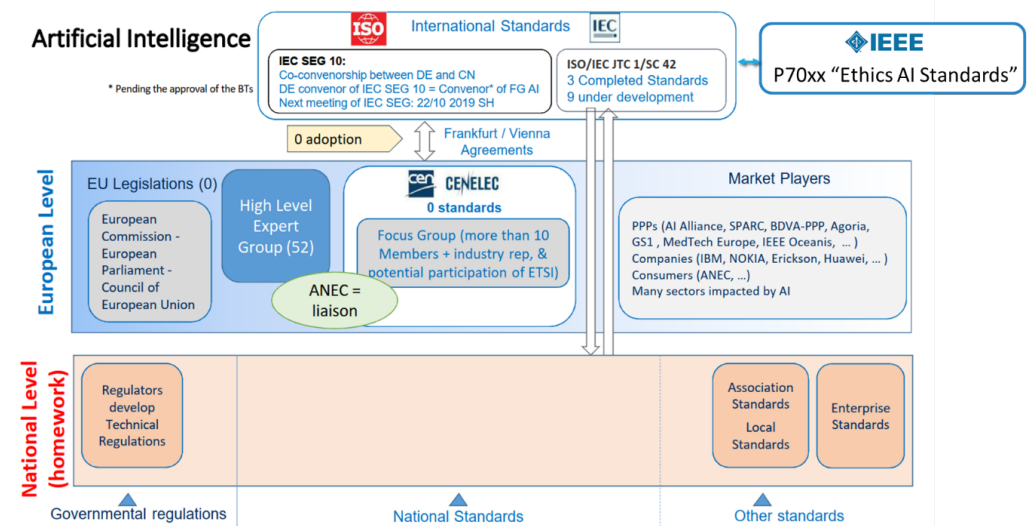 Artificial Intelligence
* Pending the approval of the BTs
ISO
International Standards
IEC
IEC SEG 10:
Co-convenorship between DE and CN
DE convenor of IEC SEG 10 = Convenor* of FG AI
Next meeting of IEC SEG: 22/10 2019 SH
ISO/IEC JTC 1/SC 42
3 Completed Standards
9 under development
IEEE
P70xx “Ethics AI Standards”
0 adoption
Frankfurt / Vienna
Agreements
European Level
EU Legislations (0)
European
Commission -
European
Parliament -
Council of
European Union
High Level
Expert
Group (52)
cen
CENELEC
0 standards
Focus Group (more than 10
Members + industry rep, &
potential participation of ETSI)
ANEC =
liaison
Market Players
PPPs (AI Alliance, SPARC, BDVA-PPP, Agoria,
GS1 , MedTech Europe, IEEE Oceanis, … )
Companies (IBM, NOKIA, Erickson, Huawei, … )
Consumers (ANEC, …)
Many sectors impacted by AI
National Level
(homework)
Regulators
develop
Technical
Regulations
Association
Standards
Local
Standards
Enterprise
Standards
Governmental regulations
National Standards
Other standards